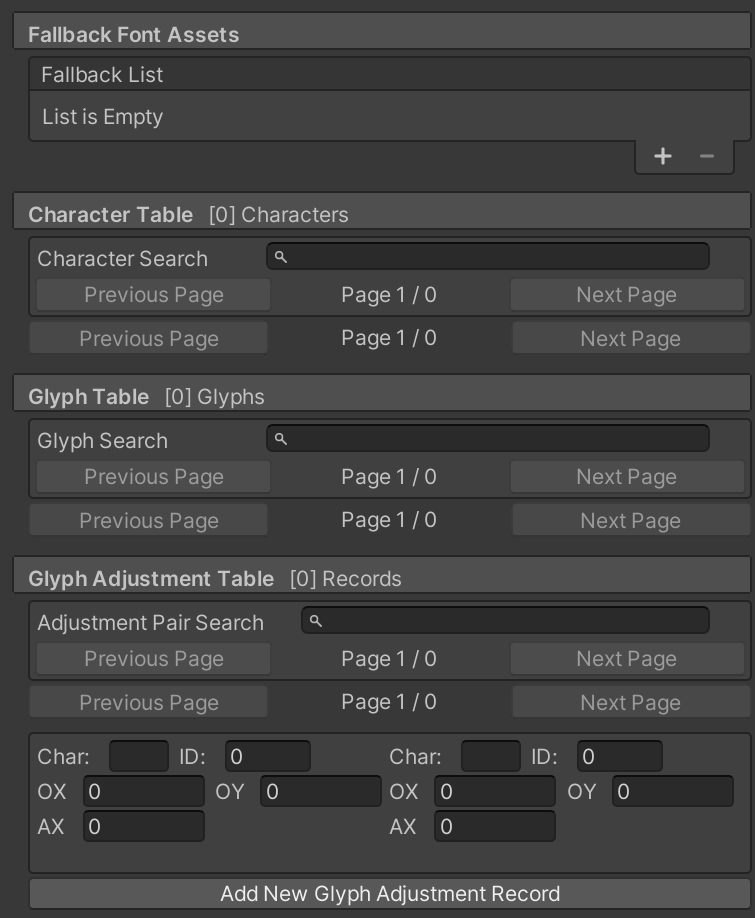 Fallback Font Assets
Fallback List
List is Empty
+ −
Character Table [0] Characters
Character Search
Previous Page Page 1 / 0 Next Page
Previous Page Page 1 / 0 Next Page
Glyph Table [0] Glyphs
Glyph Search
Previous Page Page 1 / 0 Next Page
Previous Page Page 1 / 0 Next Page
Glyph Adjustment Table [0] Records
Adjustment Pair Search
Previous Page Page 1 / 0 Next Page
Previous Page Page 1 / 0 Next Page
Char: ID: 0 Char: ID: 0
OX 0 OY 0 OX 0 OY 0
AX 0 AX 0
Add New Glyph Adjustment Record